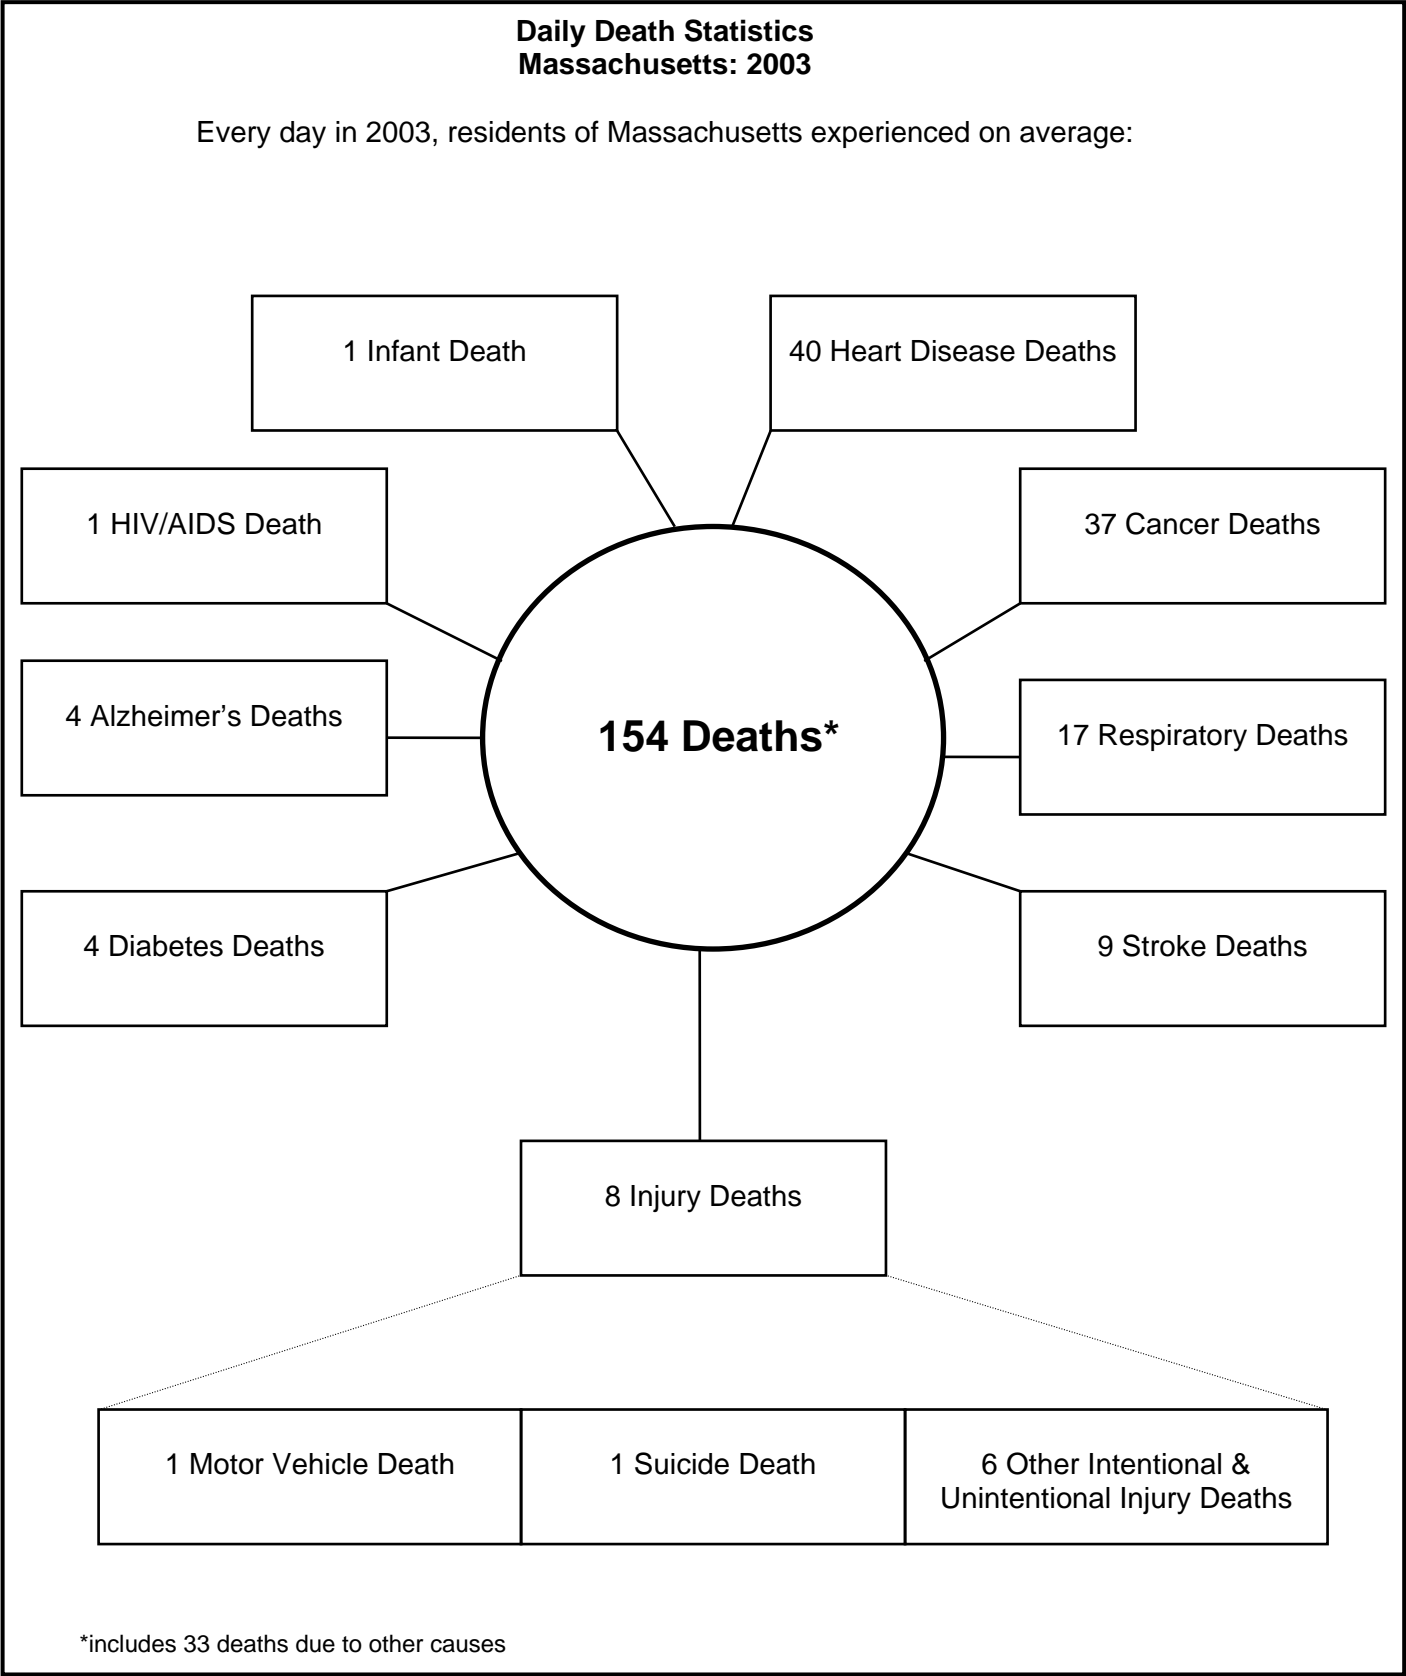 Daily Death Statistics
Massachusetts: 2003
Every day in 2003, residents of Massachusetts experienced on average:
1 Infant Death
40 Heart Disease Deaths
1 HIV/AIDS Death
37 Cancer Deaths
4 Alzheimer’s Deaths
154 Deaths*
17 Respiratory Deaths
4 Diabetes Deaths
9 Stroke Deaths
8 Injury Deaths
1 Motor Vehicle Death
1 Suicide Death
6 Other Intentional &
Unintentional Injury Deaths
*includes 33 deaths due to other causes